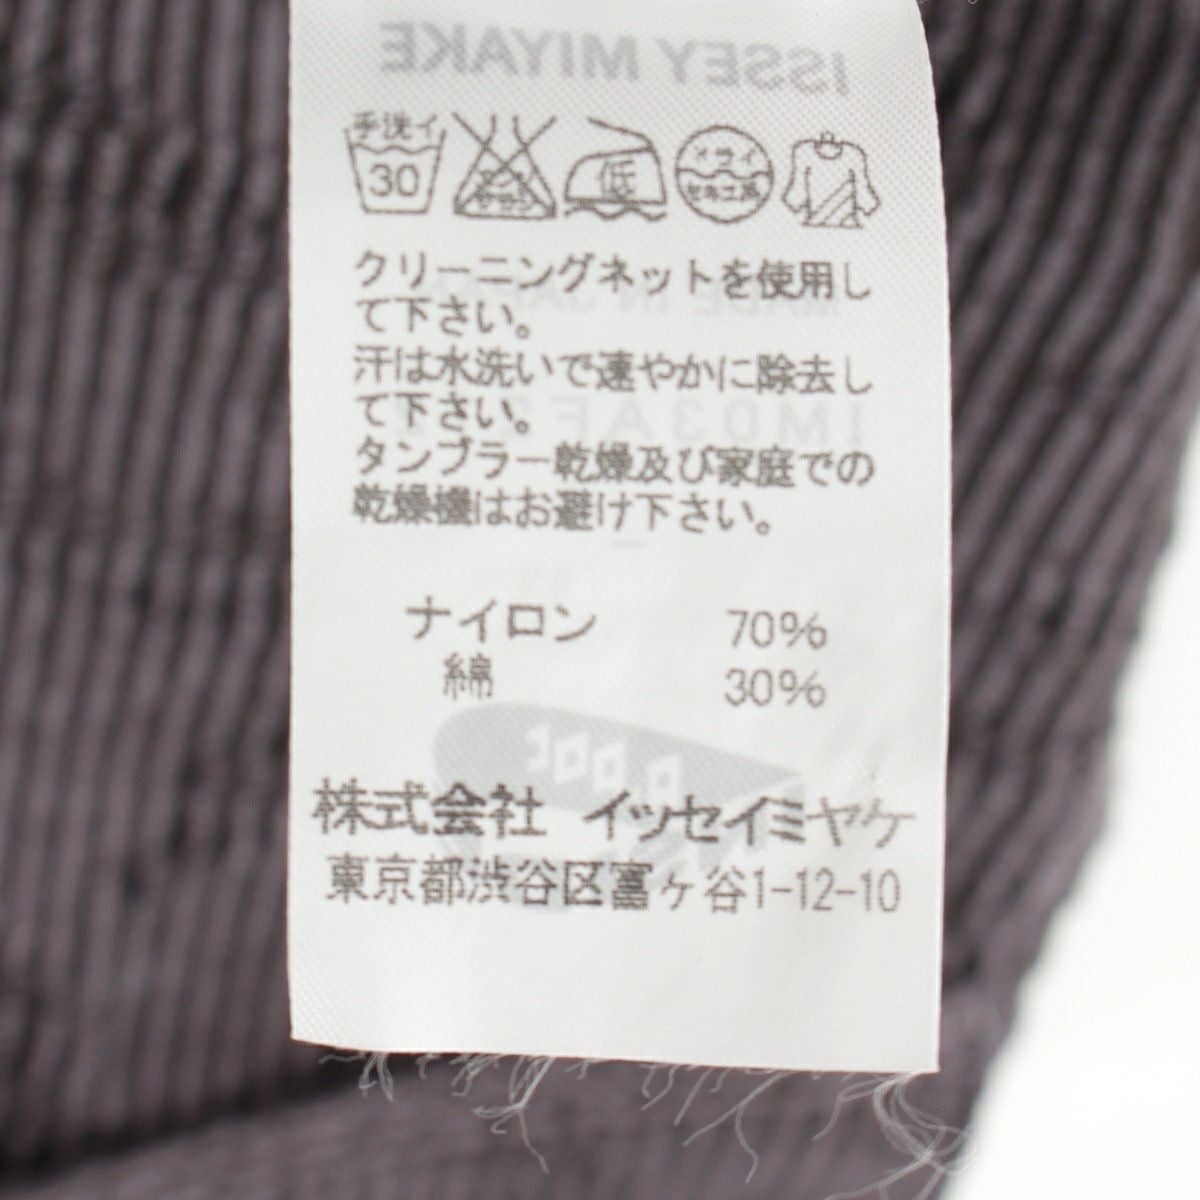 手洗イ
30
低
ドライ
セキユ系
クリーニングネットを使用し
て下さい。
汗は水洗いで速やかに除去し
て下さい。
タンブラー乾燥及び家庭での
乾燥機はお避け下さい。
ナイロン 70%
綿 30%
株式会社 イッセイミヤケ
東京都渋谷区富ヶ谷1-12-10
ISSEY MIYAKE
MADE IN JAPAN